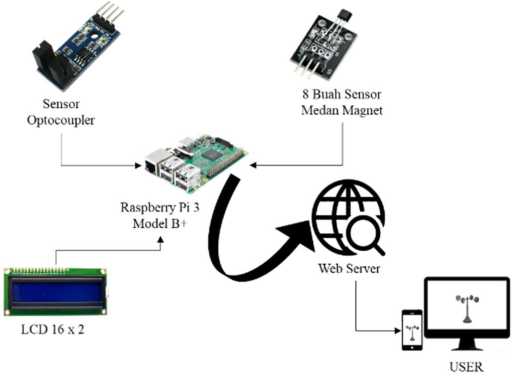 Sensor
Optocoupler
8 Buah Sensor
Medan Magnet
Raspberry Pi 3
Model B+
Web Server
LCD 16 x 2
USER